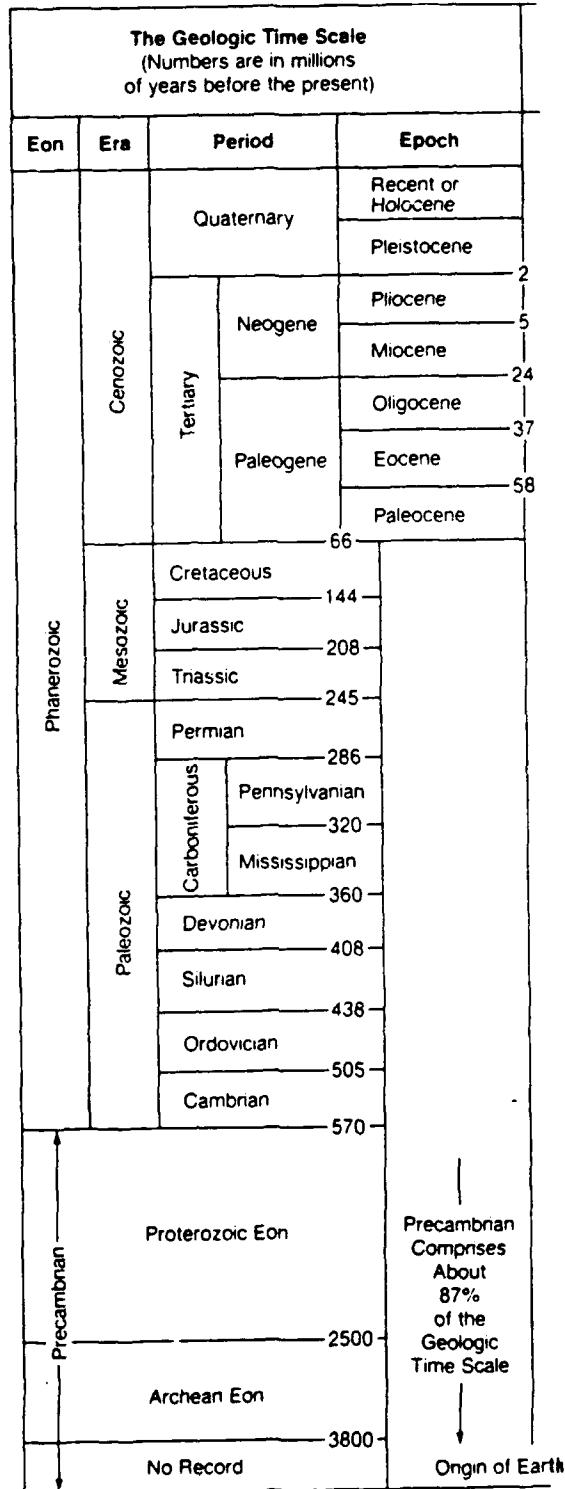 The Geologic Time Scale
(Numbers are in millions
of years before the present)
Eon Era Period Epoch
Phanerozoic
Cenozoic
Quaternary
Recent or
Holocene
Pleistocene
2
Tertiary
Neogene
Pliocene
5
Miocene
24
Paleogene
Oligocene
37
Eocene
58
Paleocene
66
Mesozoic
Cretaceous
144
Jurassic
208
Triassic
245
Paleozoic
Permian
286
Carboniferous
Pennsylvanian
320
Mississippian
360
Devonian
408
Silurian
438
Ordovician
505
Cambrian
570
Precambrian
Proterozoic Eon
2500
Archean Eon
3800
No Record
Precambrian
Comprises
About
87%
of the
Geologic
Time Scale
Origin of Earth